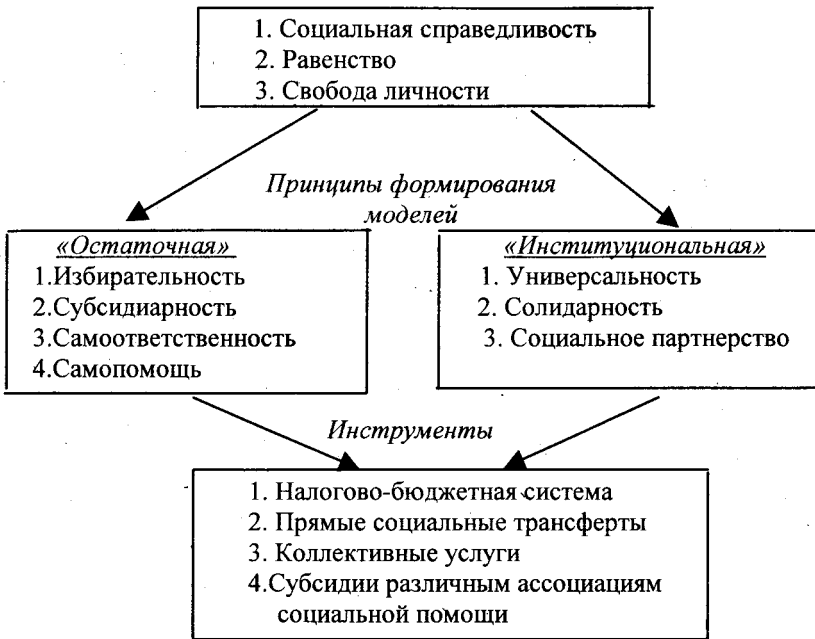 1. Социальная справедливость
2. Равенство
3. Свобода личности
Принципы формирования
моделей
«Остаточная»
1.Избирательность
2.Субсидиарность
3.Самоответственность
4.Самопомощь
«Институциональная»
1. Универсальность
2. Солидарность
3. Социальное партнерство
Инструменты
1. Налогово-бюджетная система
2. Прямые социальные трансферты
3. Коллективные услуги
4.Субсидии различным ассоциациям
социальной помощи